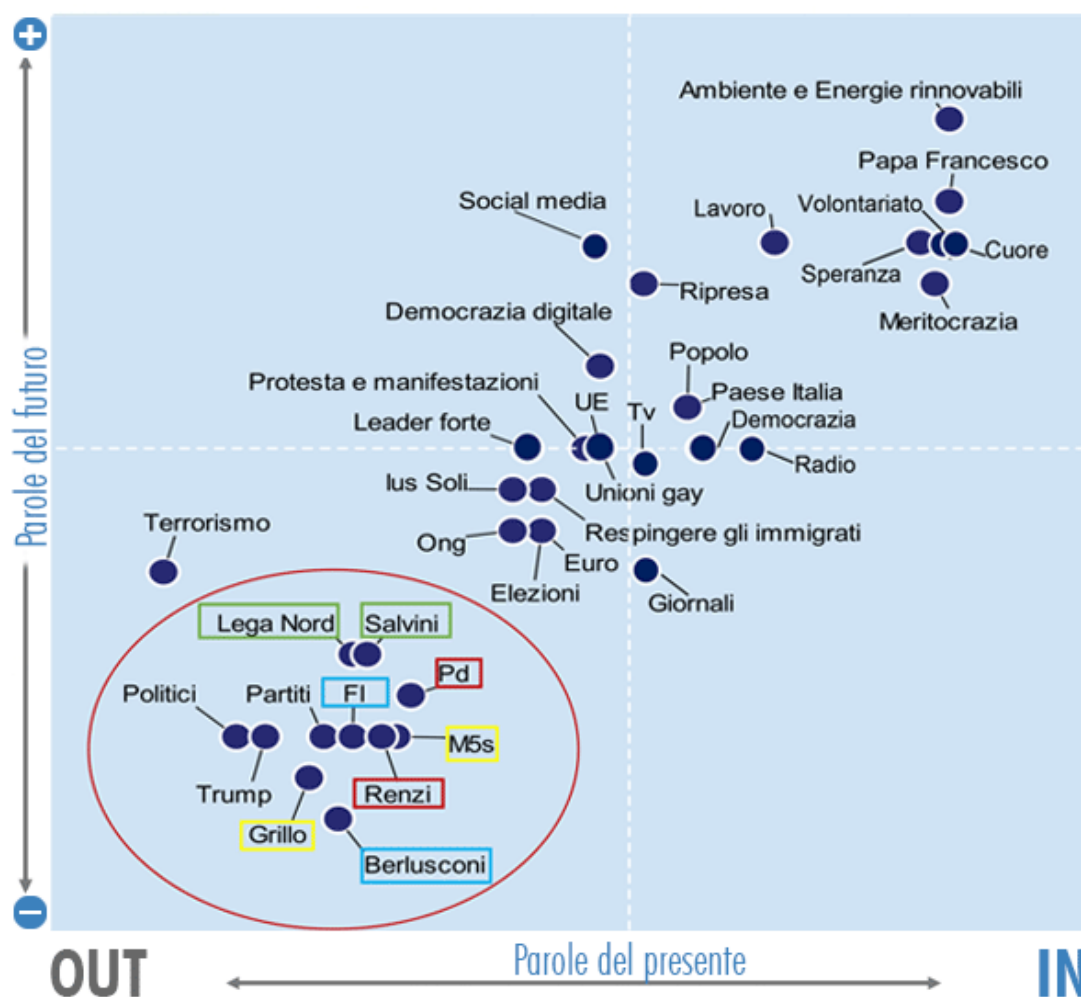 +
Ambiente e Energie rinnovabili
Papa Francesco
Social media
Lavoro
Volontariato
Cuore
Speranza
Ripresa
Meritocrazia
Democrazia digitale
Popolo
Protesta e manifestazioni
Paese Italia
UE
Tv
Leader forte
Democrazia
Radio
Ius Soli
Unioni gay
Respingere gli immigrati
Terrorismo
Ong
Euro
Elezioni
Giornali
Lega Nord
Salvini
Pd
Politici
Partiti
FI
M5s
Trump
Renzi
Grillo
Berlusconi
Parole del futuro
−
OUT
Parole del presente
IN